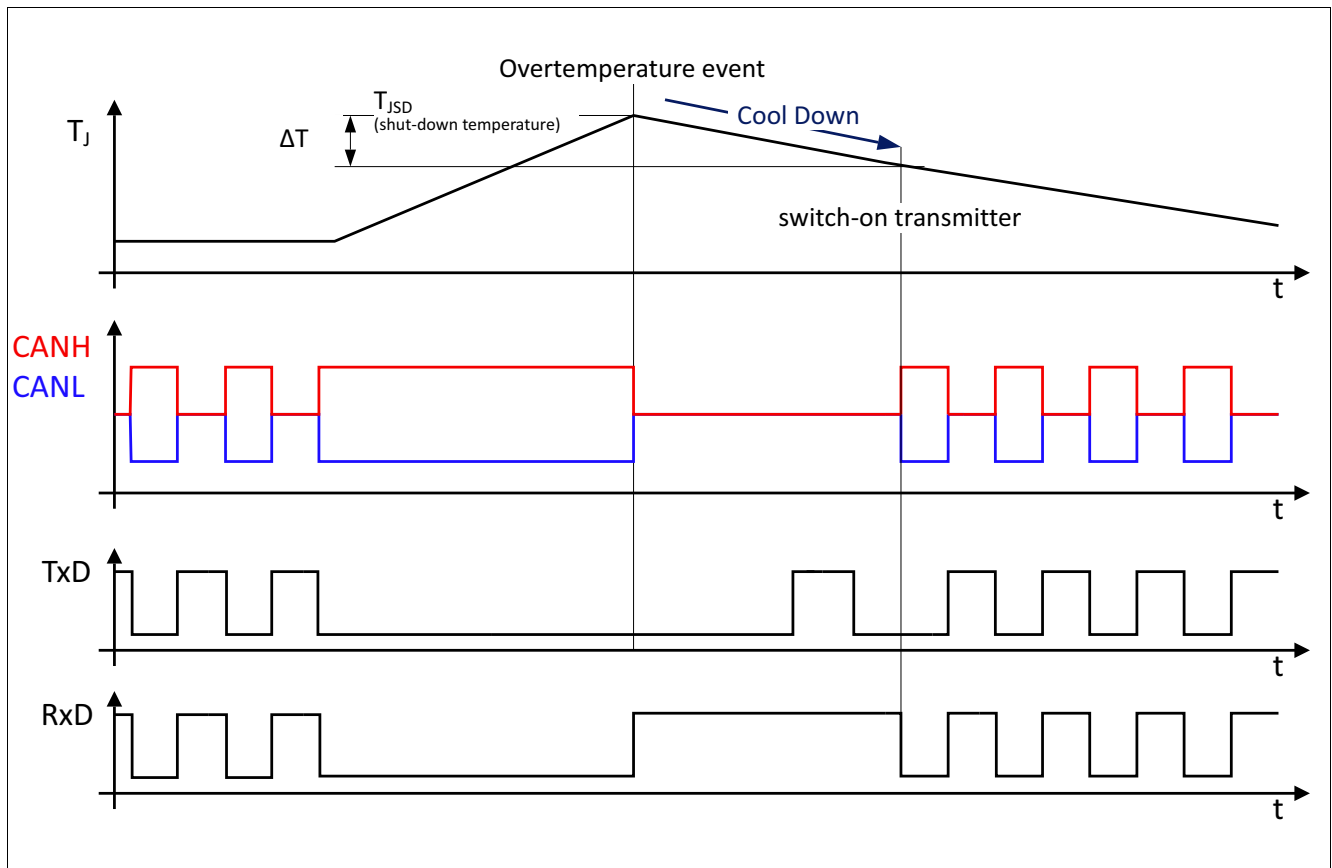 Overtemperature event
T_JSD
(shut-down temperature)
Cool Down
T_J
ΔT
switch-on transmitter
t
CANH
CANL
t
TxD
t
RxD
t